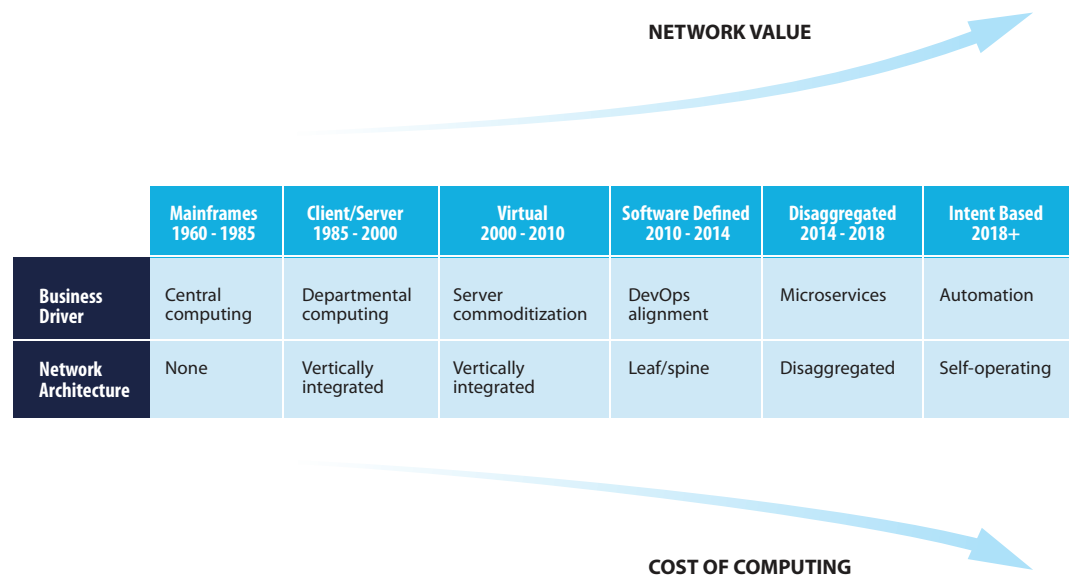 NETWORK VALUE
Mainframes
1960 - 1985
Client/Server
1985 - 2000
Virtual
2000 - 2010
Software Defined
2010 - 2014
Disaggregated
2014 - 2018
Intent Based
2018+
Business
Driver
Central
computing
Departmental
computing
Server
commoditization
DevOps
alignment
Microservices
Automation
Network
Architecture
None
Vertically
integrated
Vertically
integrated
Leaf/spine
Disaggregated
Self-operating
COST OF COMPUTING